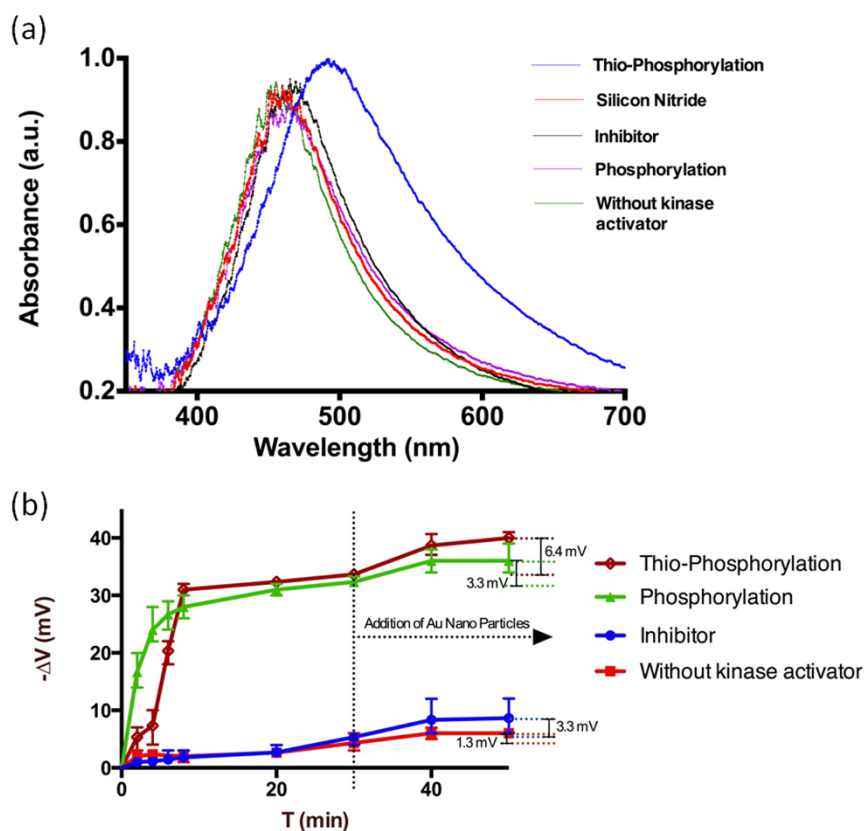 (a)
Absorbance (a.u.)
1.0
0.8
0.6
0.4
0.2
400
500
600
700
Wavelength (nm)
Thio-Phosphorylation
Silicon Nitride
Inhibitor
Phosphorylation
Without kinase
activator
(b)
-ΔV (mV)
40
30
20
10
0
0
20
40
T (min)
6.4 mV
3.3 mV
Addition of Au Nano Particles
3.3 mV
1.3 mV
Thio-Phosphorylation
Phosphorylation
Inhibitor
Without kinase activator